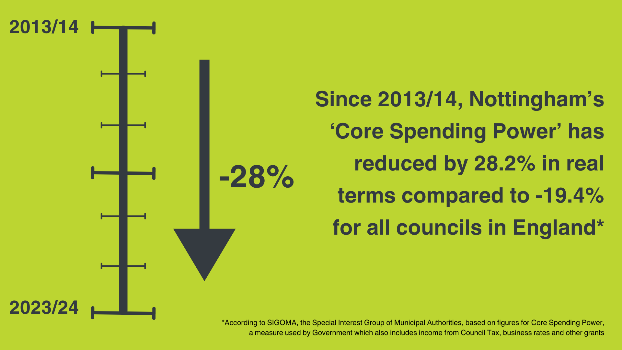 2013/14
-28%
2023/24
Since 2013/14, Nottingham’s
‘Core Spending Power’ has
reduced by 28.2% in real
terms compared to -19.4%
for all councils in England*
*According to SIGOMA, the Special Interest Group of Municipal Authorities, based on figures for Core Spending Power,
a measure used by Government which also includes income from Council Tax, business rates and other grants